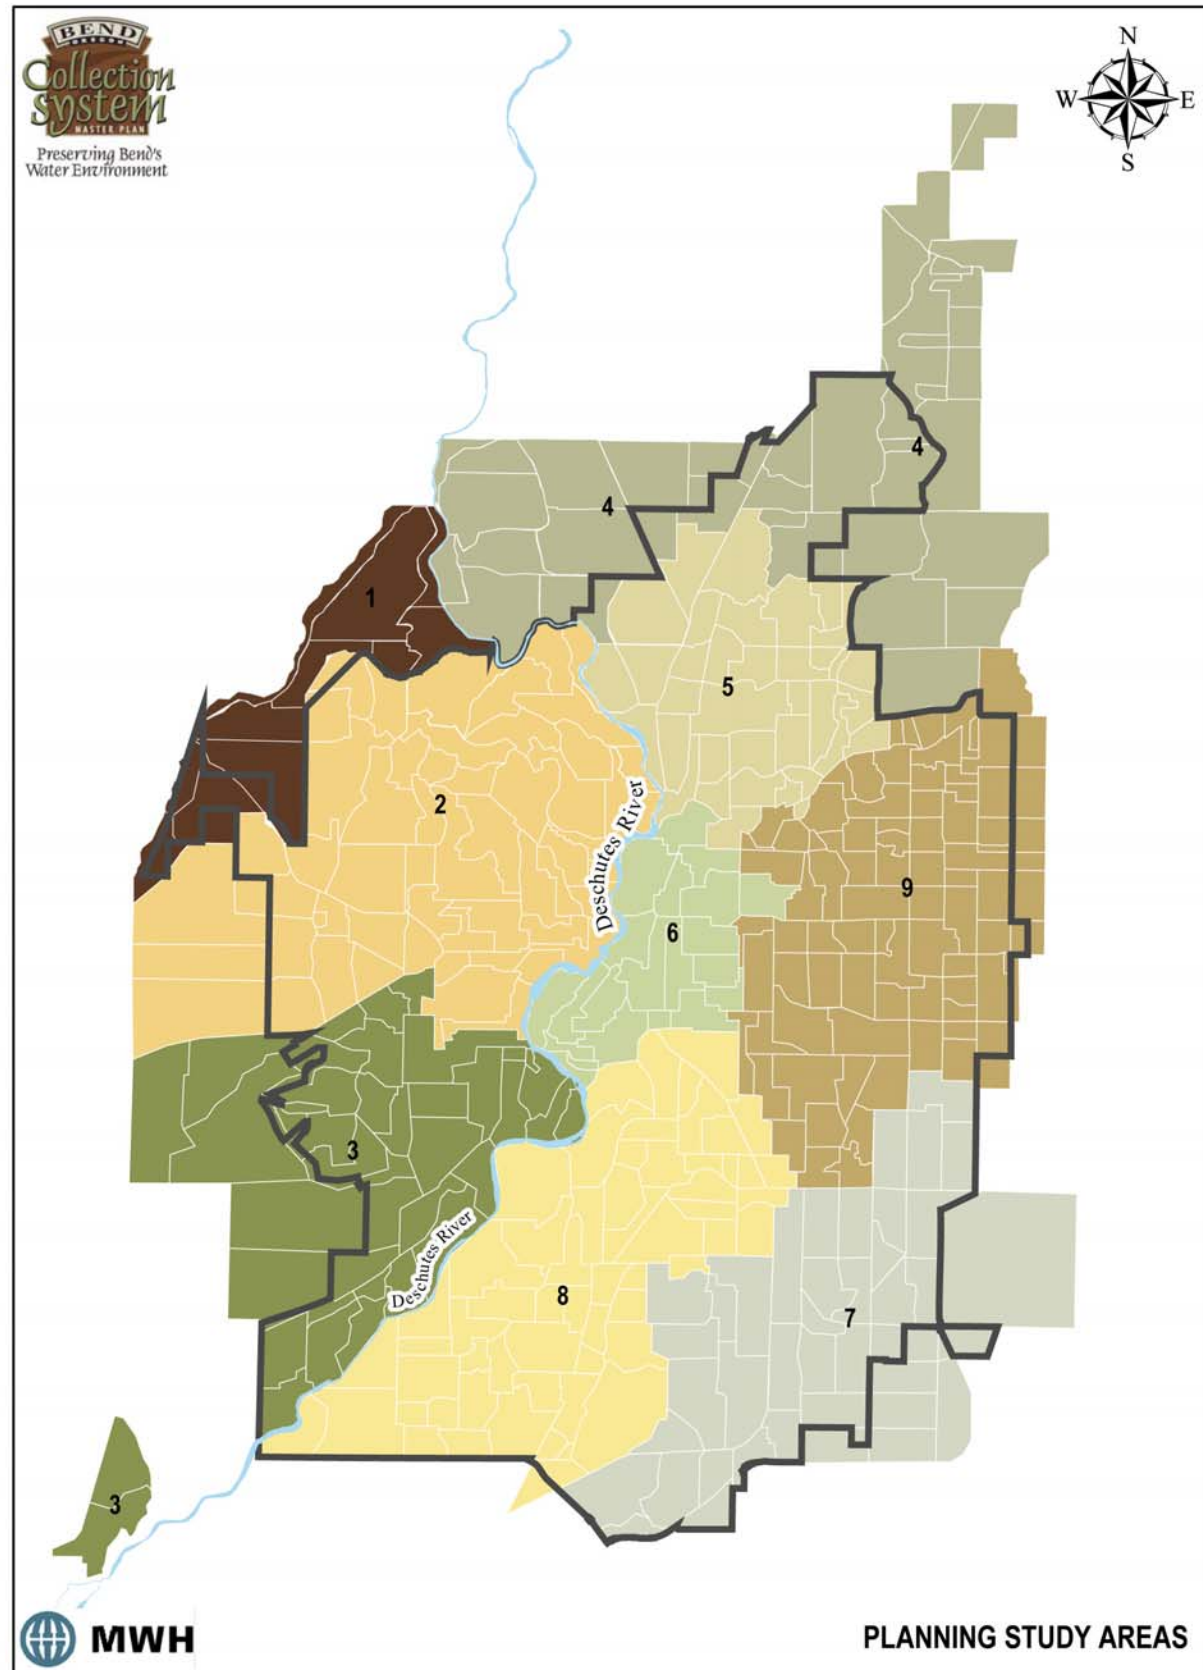 BEND
OREGON
Collection
system
MASTER PLAN
Preserving Bend's
Water Environment
N
W
E
S
4
4
1
5
2
Deschutes River
9
6
3
Deschutes River
8
7
3
MWH
PLANNING STUDY AREAS